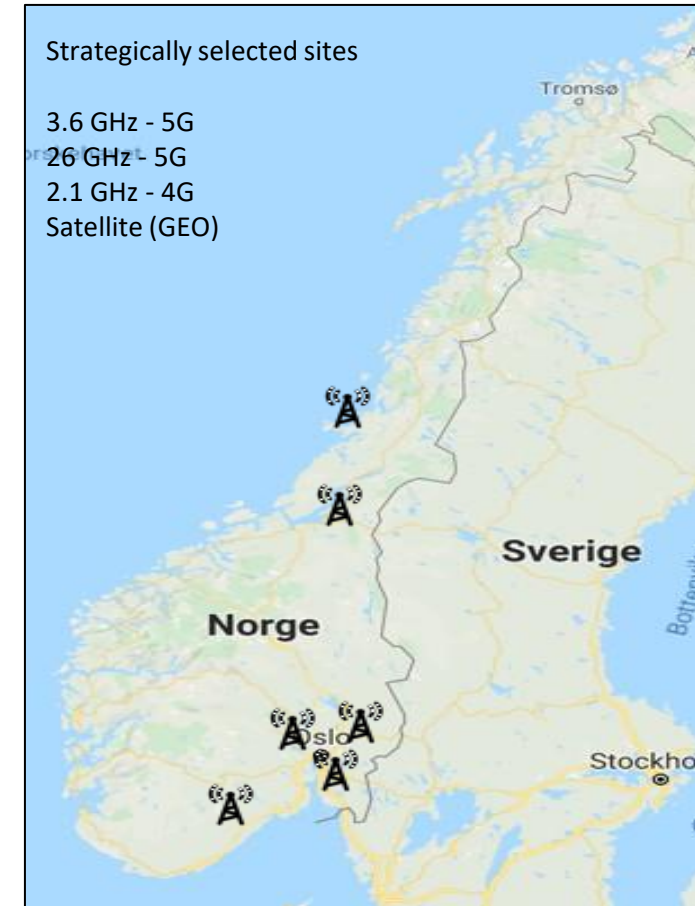 Strategically selected sites
3.6 GHz - 5G
26 GHz - 5G
2.1 GHz - 4G
Satellite (GEO)
Tromsø
Sverige
Norge
Oslo
Stockho